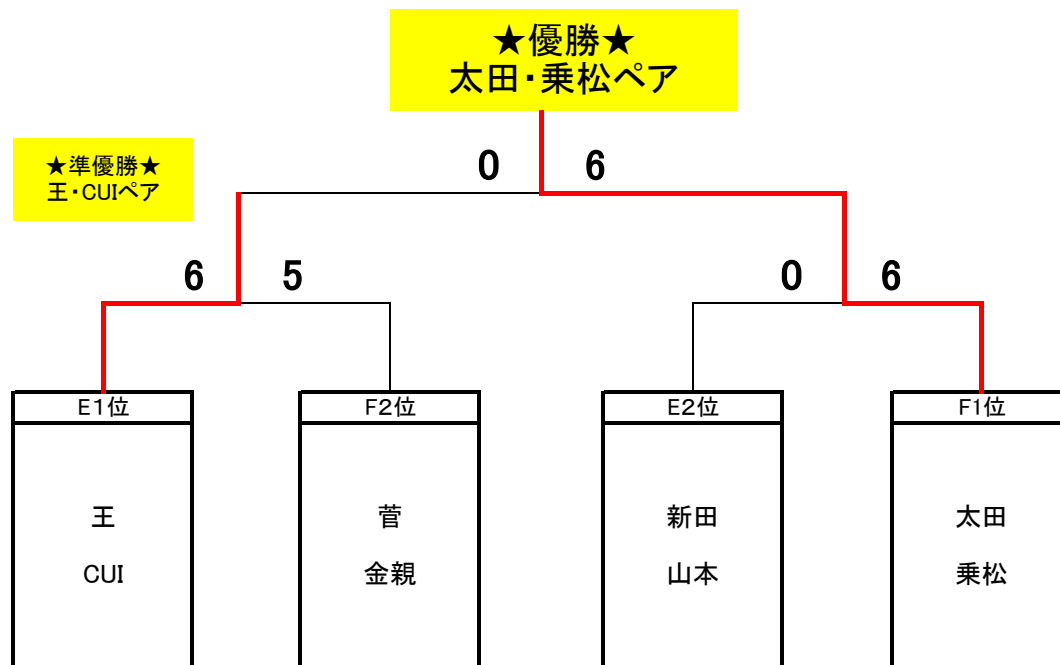 ★優勝★
太田・乗松ペア
★準優勝★
王・CUIペア
0 6
6 5 0 6
E1位 F2位 E2位 F1位
王 菅 新田 太田
CUI 金親 山本 乗松